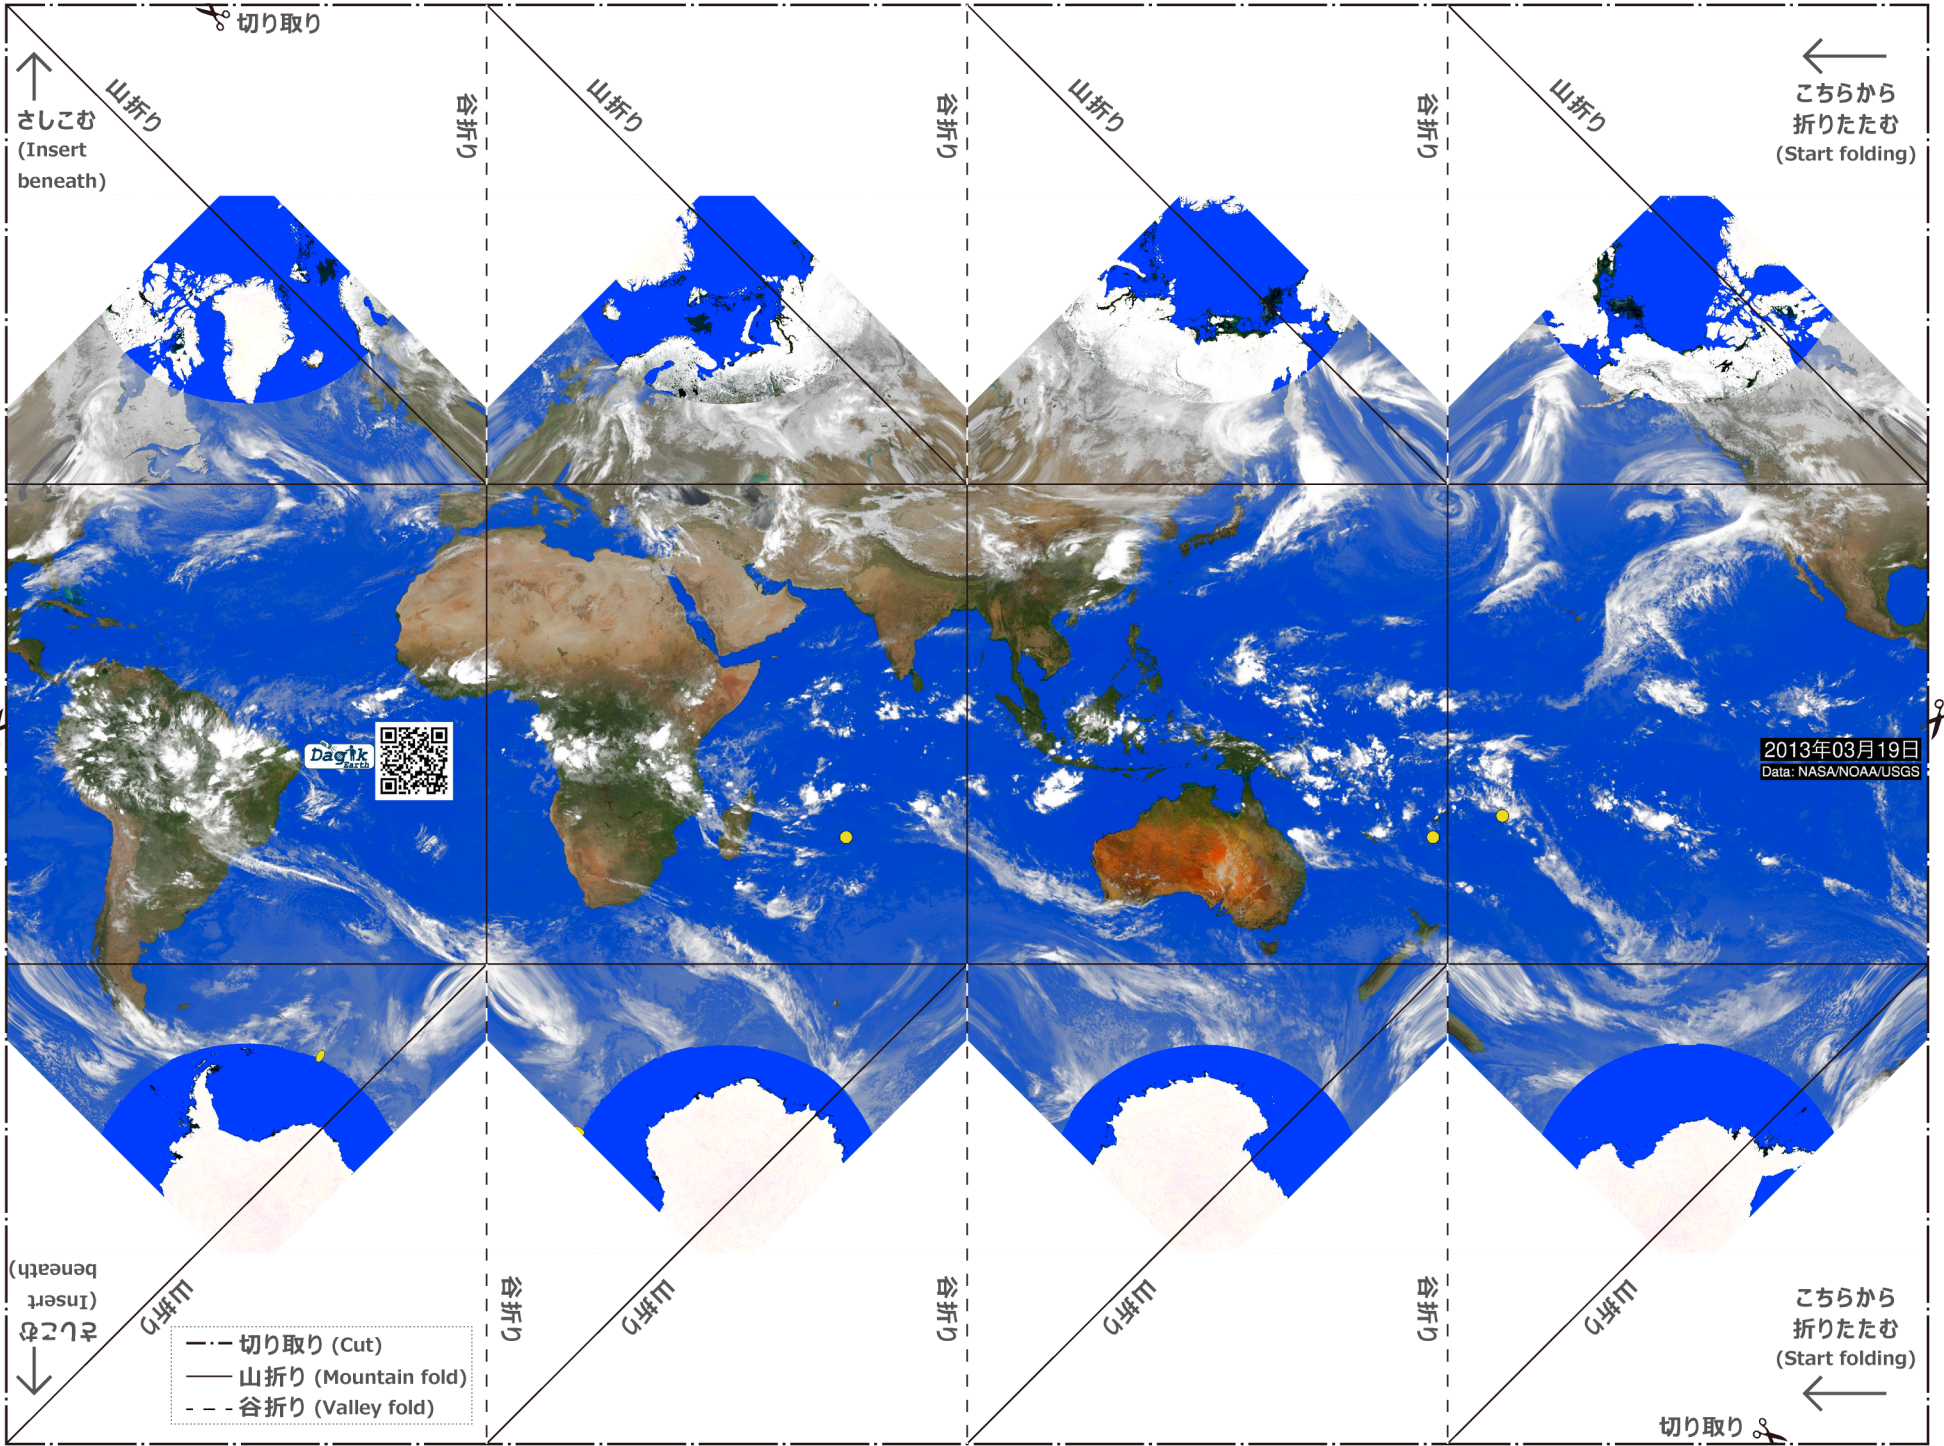 切り取り
山折り
谷折り
山折り
谷折り
山折り
谷折り
山折り
さしこむ
(Insert
beneath)
こちらから
折りたたむ
(Start folding)
Dagik
Earth
2013年03月19日
Data: NASA/NOAA/USGS
さしこむ
(Insert
beneath)
山折り
谷折り
山折り
谷折り
山折り
谷折り
山折り
こちらから
折りたたむ
(Start folding)
切り取り (Cut)
山折り (Mountain fold)
谷折り (Valley fold)
切り取り